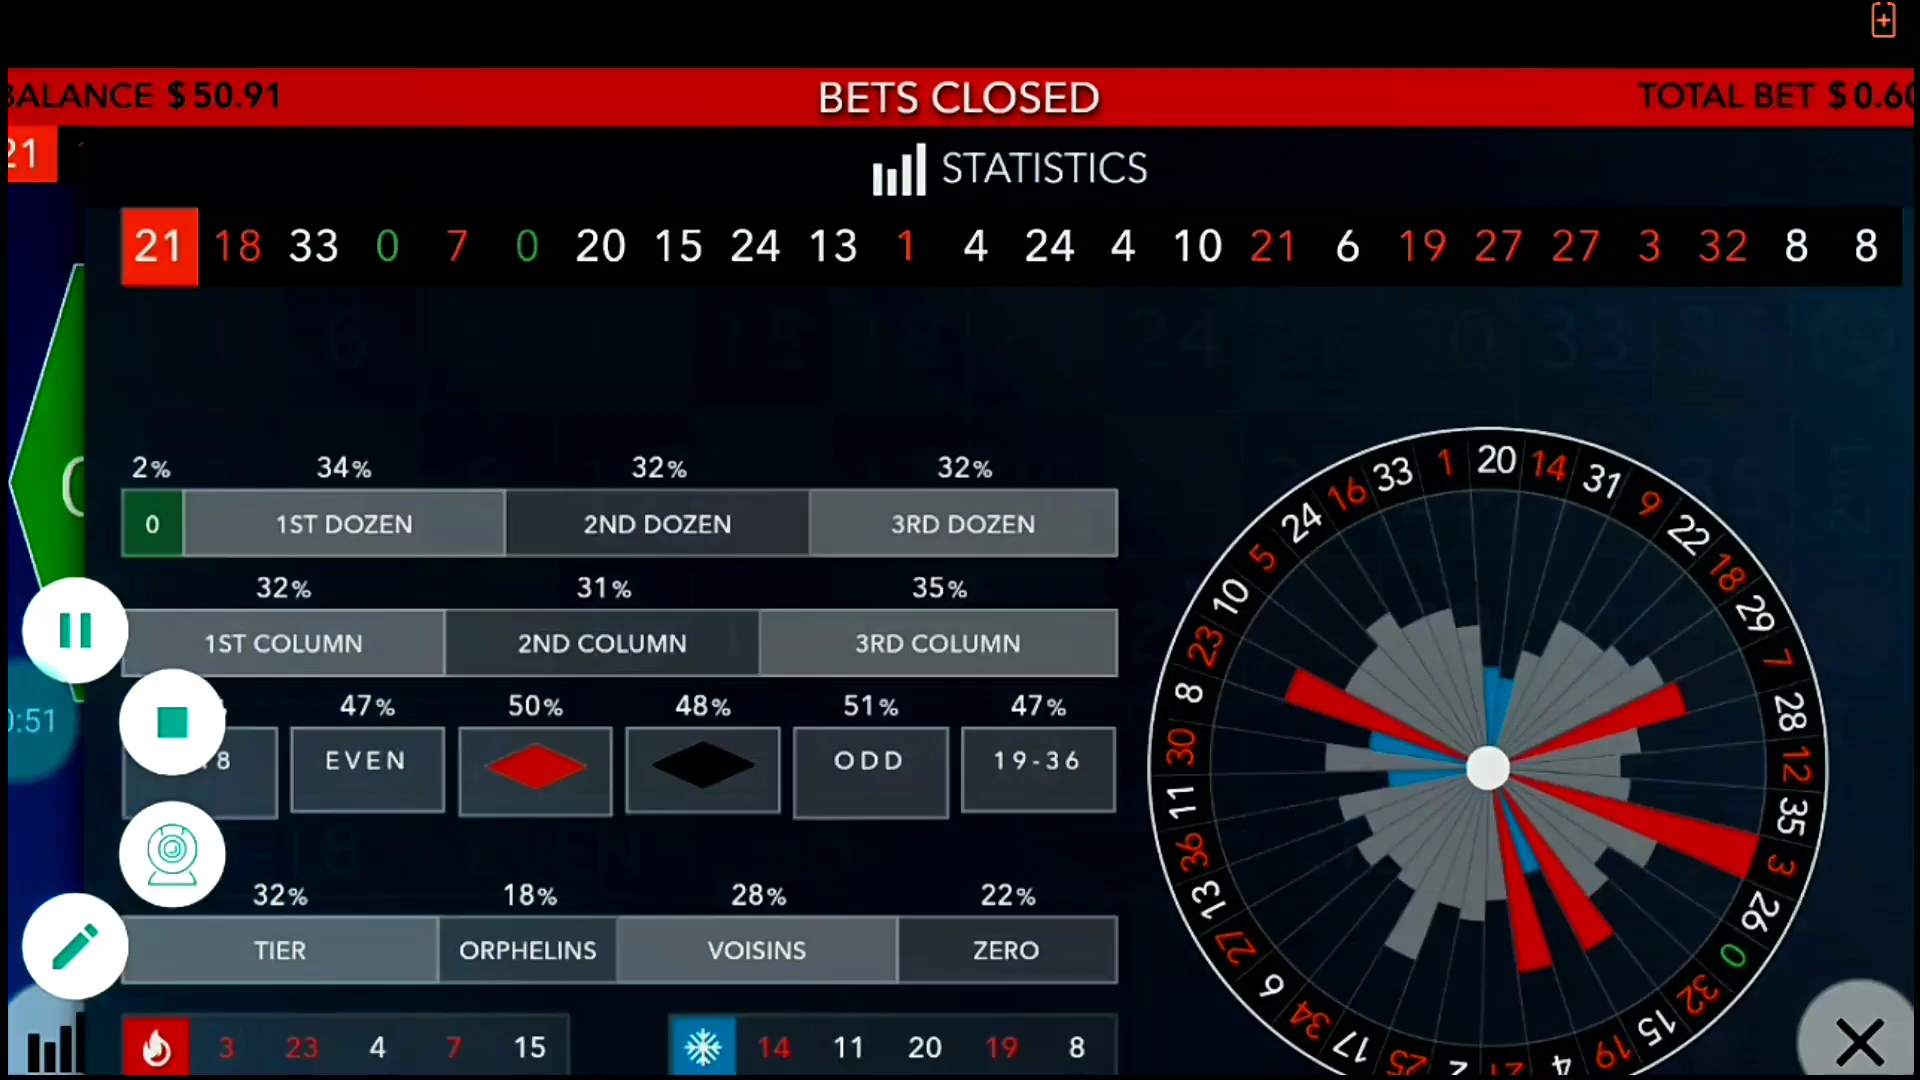 BALANCE $50.91
BETS CLOSED
TOTAL BET $0.60
21
STATISTICS
21 18 33 0 7 0 20 15 24 13 1 4 24 4 10 21 6 19 27 27 3 32 8 8
2% 34% 32% 32%
0 1ST DOZEN 2ND DOZEN 3RD DOZEN
32% 31% 35%
1ST COLUMN 2ND COLUMN 3RD COLUMN
47% 50% 48% 51% 47%
8 EVEN ODD 19-36
:51
32% 18% 28% 22%
TIER ORPHELINS VOISINS ZERO
3 23 4 7 15
14 11 20 19 8
20 14 31 9 22 18 29 7 28 12 35 3 26 0 32 15 19 4 21 2 25 17 34 6 27 13 36 11 30 8 23 10 5 24 16 33 1